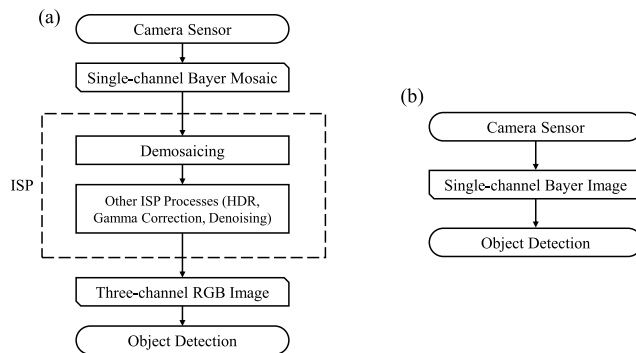 (a)
Camera Sensor
Single-channel Bayer Mosaic
ISP
Demosaicing
Other ISP Processes (HDR,
Gamma Correction, Denoising)
Three-channel RGB Image
Object Detection
(b)
Camera Sensor
Single-channel Bayer Image
Object Detection